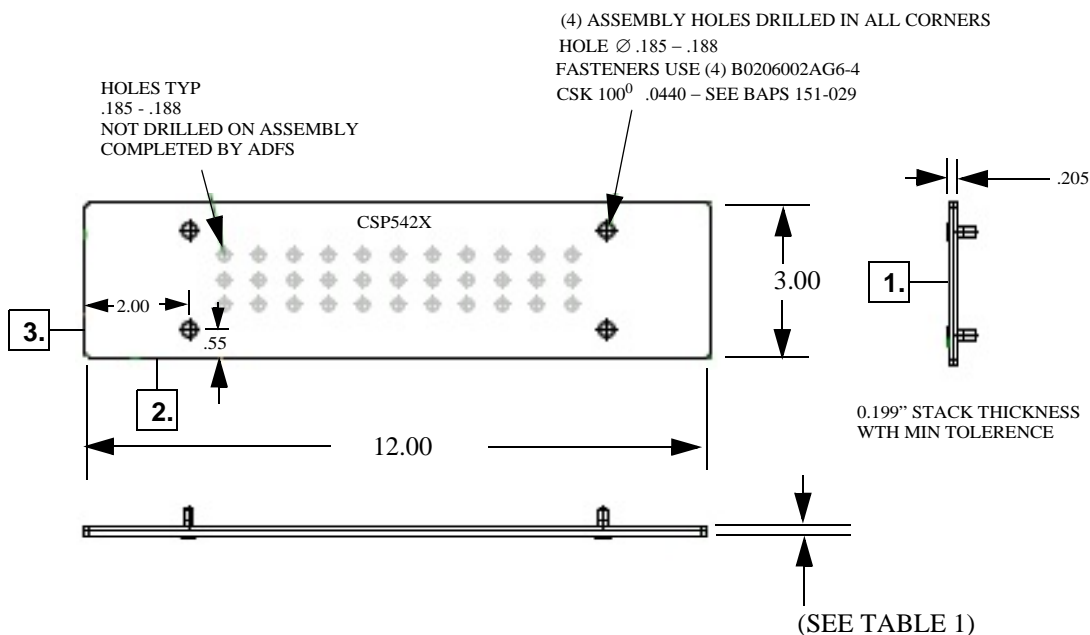 (4) ASSEMBLY HOLES DRILLED IN ALL CORNERS
HOLE ∅ .185 – .188
FASTENERS USE (4) B0206002AG6-4
CSK 100⁰ .0440 – SEE BAPS 151-029
HOLES TYP
.185 - .188
NOT DRILLED ON ASSEMBLY
COMPLETED BY ADFS
.205
CSP542X
3.00
1.
2.00
3.
.55
2.
0.199” STACK THICKNESS
WTH MIN TOLERENCE
12.00
(SEE TABLE 1)